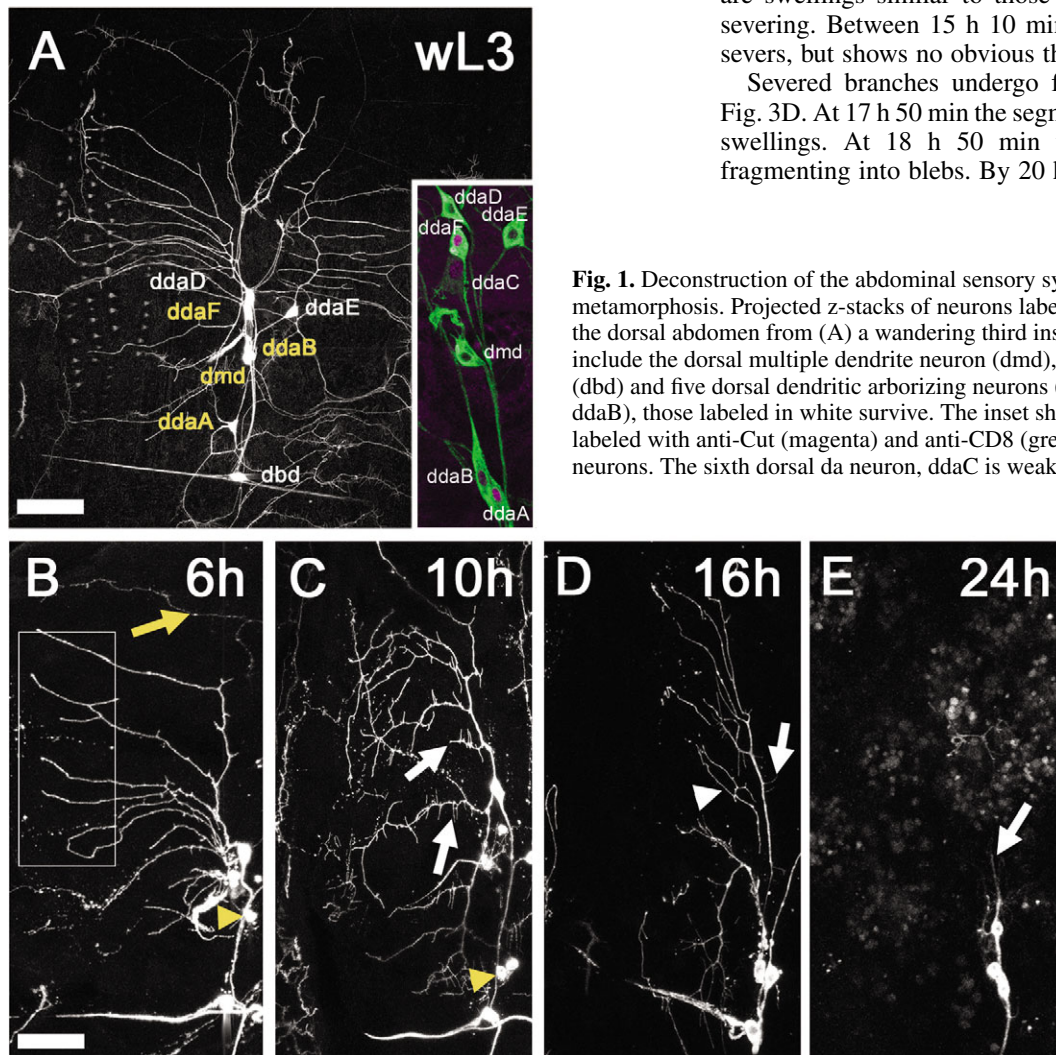 are swellings similar to those
severing. Between 15 h 10 min
severs, but shows no obvious th
Severed branches undergo f
Fig. 3D. At 17 h 50 min the segm
swellings. At 18 h 50 min
fragmenting into blebs. By 20 h
A
wL3
ddaD
ddaF
ddaE
ddaB
dmd
ddaA
dbd
ddaD
ddaE
ddaF
ddaC
dmd
ddaB
ddaA
Fig. 1. Deconstruction of the abdominal sensory sy
metamorphosis. Projected z-stacks of neurons labe
the dorsal abdomen from (A) a wandering third ins
include the dorsal multiple dendrite neuron (dmd),
(dbd) and five dorsal dendritic arborizing neurons (
ddaB), those labeled in white survive. The inset sh
labeled with anti-Cut (magenta) and anti-CD8 (gre
neurons. The sixth dorsal da neuron, ddaC is weak
B 6h
C 10h
D 16h
E 24h